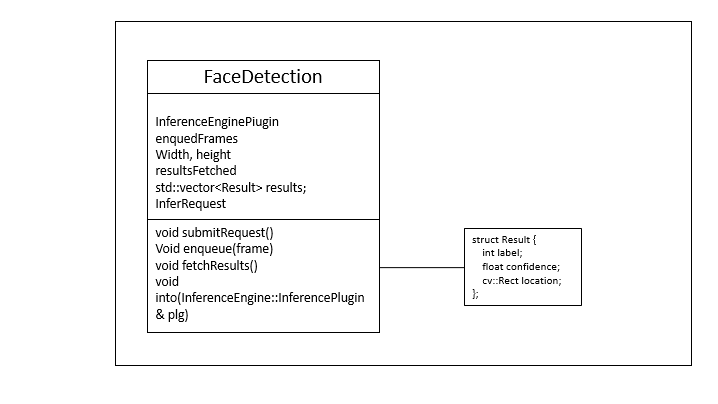 FaceDetection
InferenceEnginePlugin
enquedFrames
Width, height
resultsFetched
std::vector<Result> results;
InferRequest
void submitRequest()
Void enqueue(frame)
void fetchResults()
void
into(InferenceEngine::InferencePlugin
& plg)
struct Result {
int label;
float confidence;
cv::Rect location;
};